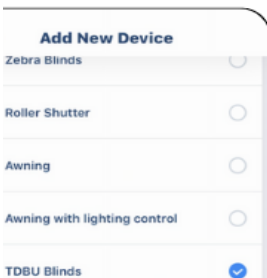 Add New Device
Zebra Blinds
Roller Shutter
Awning
Awning with lighting control
TDBU Blinds